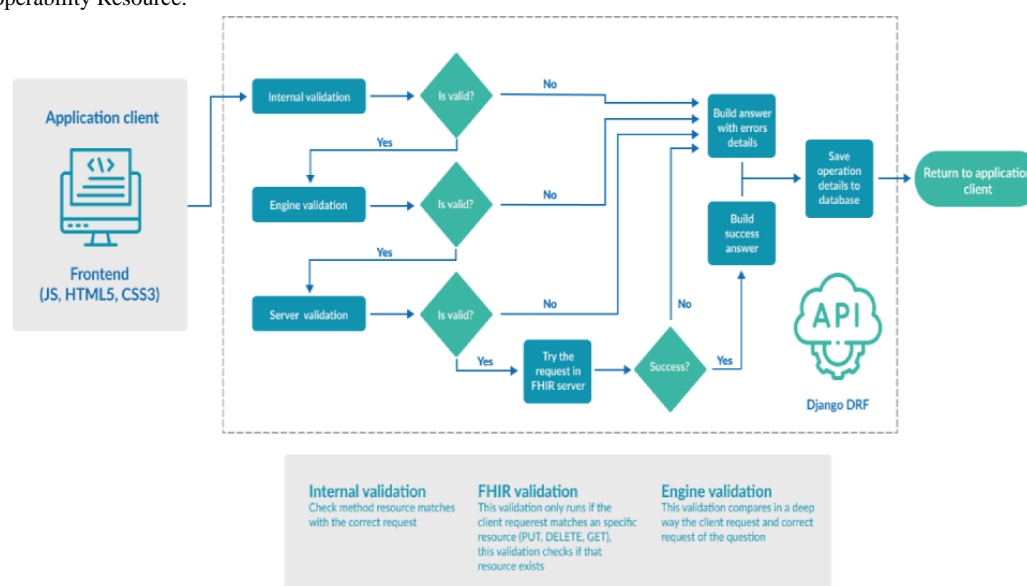 operability Resource.
Application client
</>
Frontend
(JS, HTML5, CSS3)
Internal validation
Is valid?
No
Yes
Engine validation
Is valid?
No
Yes
Server validation
Is valid?
No
Yes
Try the
request in
FHIR server
Success?
No
Yes
Build answer
with errors
details
Build
success
answer
Save
operation
details to
database
Return to application
client
API
Django DRF
Internal validation
Check method resource matches
with the correct request
FHIR validation
This validation only runs if the
client requerest matches an specific
resource (PUT, DELETE, GET),
this validation checks if that
resource exists
Engine validation
This validation compares in a deep
way the client request and correct
request of the question